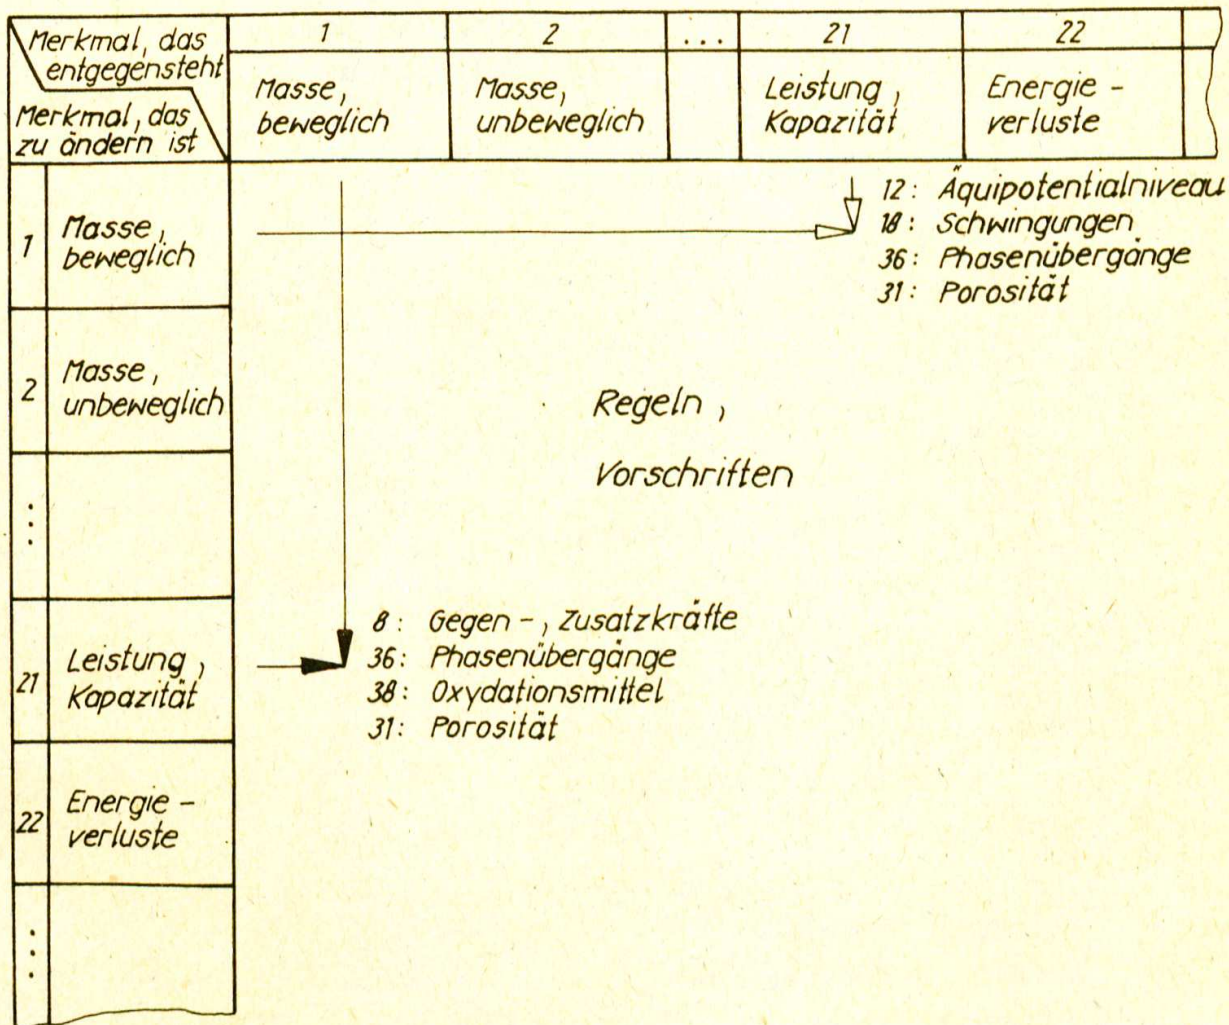 Merkmal, das
entgegensteht
Merkmal, das
zu ändern ist
1
2
...
21
22
Masse,
beweglich
Masse,
unbeweglich
Leistung,
Kapazität
Energie -
verluste
1
Masse,
beweglich
12: Äquipotentialniveau
18: Schwingungen
36: Phasenübergänge
31: Porosität
2
Masse,
unbeweglich
Regeln,
Vorschriften
...
21
Leistung,
Kapazität
8: Gegen -, Zusatzkräfte
36: Phasenübergänge
38: Oxydationsmittel
31: Porosität
22
Energie -
verluste
...